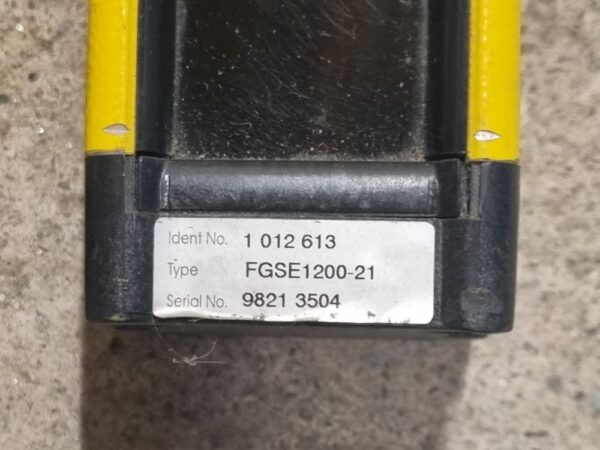 Ident No. 1 012 613
Type FGSE1200-21
Serial No. 9821 3504